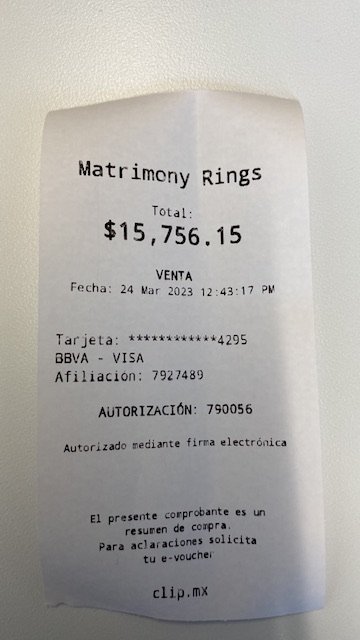 Matrimony Rings
Total:
$15,756.15
VENTA
Fecha: 24 Mar 2023 12:43:17 PM
Tarjeta: ************4295
BBVA - VISA
Afiliación: 7927489
AUTORIZACIÓN: 790056
Autorizado mediante firma electrónica
El presente comprobante es un
resumen de compra.
Para aclaraciones solicita
tu e-voucher
clip.mx